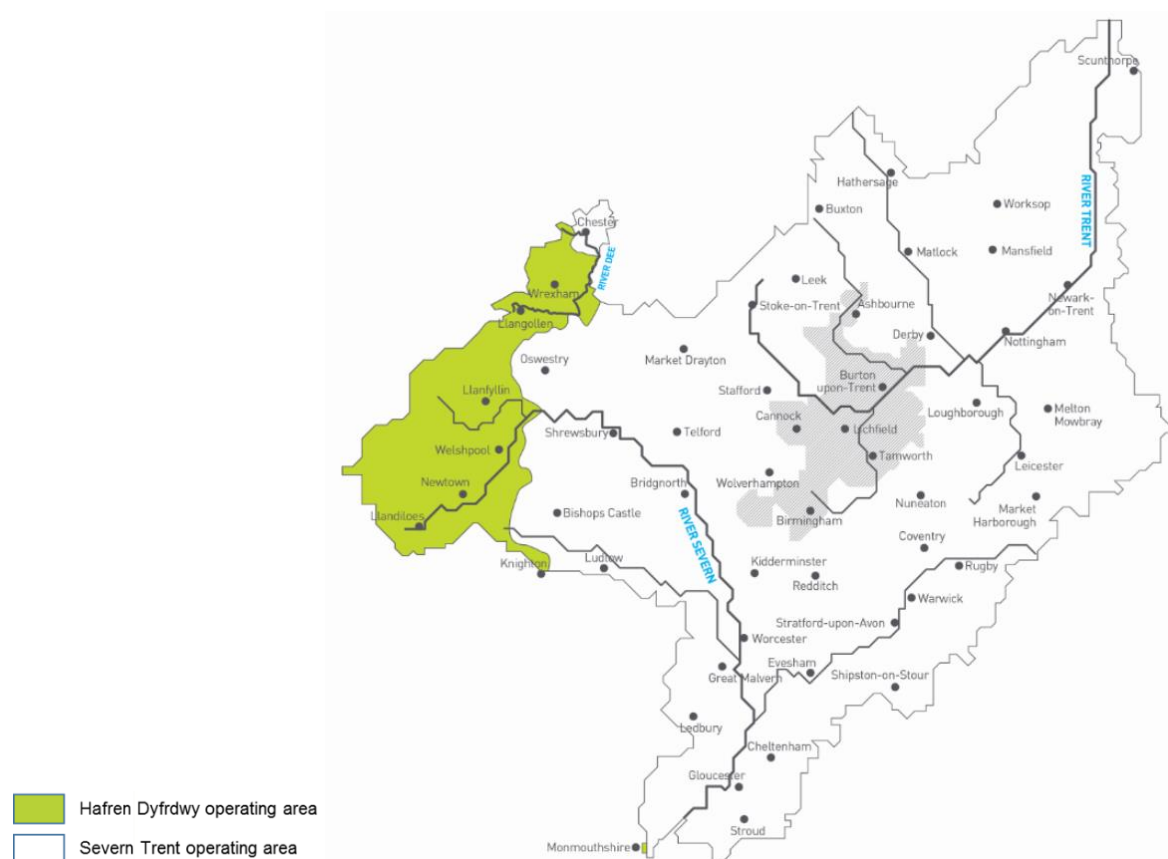 Scunthorpe
Hathersage
Buxton
Worksop
RIVER TRENT
Matlock
Mansfield
Chester
RIVER DEE
Wrexham
Llangollen
Leek
Stoke-on-Trent
Ashbourne
Newark-
on-Trent
Derby
Nottingham
Oswestry
Market Drayton
Llanfyllin
Stafford
Burton
upon-Trent
Cannock
Loughborough
Melton
Mowbray
Shrewsbury
Telford
Lichfield
Welshpool
Tamworth
Leicester
Newtown
Bridgnorth
Wolverhampton
Nuneaton
Market
Harborough
Llandiloes
Bishops Castle
Birmingham
RIVER SEVERN
Coventry
Knighton
Ludlow
Kidderminster
Redditch
Rugby
Warwick
Stratford-upon-Avon
Worcester
Evesham
Great Malvern
Shipston-on-Stour
Ledbury
Cheltenham
Gloucester
Stroud
Monmouthshire
Hafren Dyfrdwy operating area
Severn Trent operating area